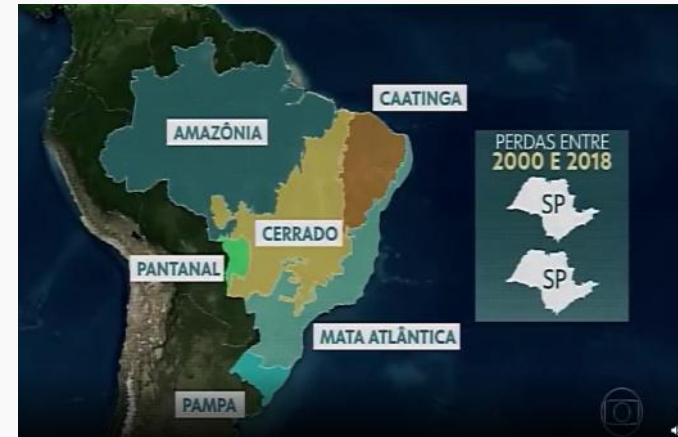 CAATINGA
AMAZÔNIA
PERDAS ENTRE
2000 E 2018
SP
CERRADO
SP
PANTANAL
MATA ATLÂNTICA
PAMPA